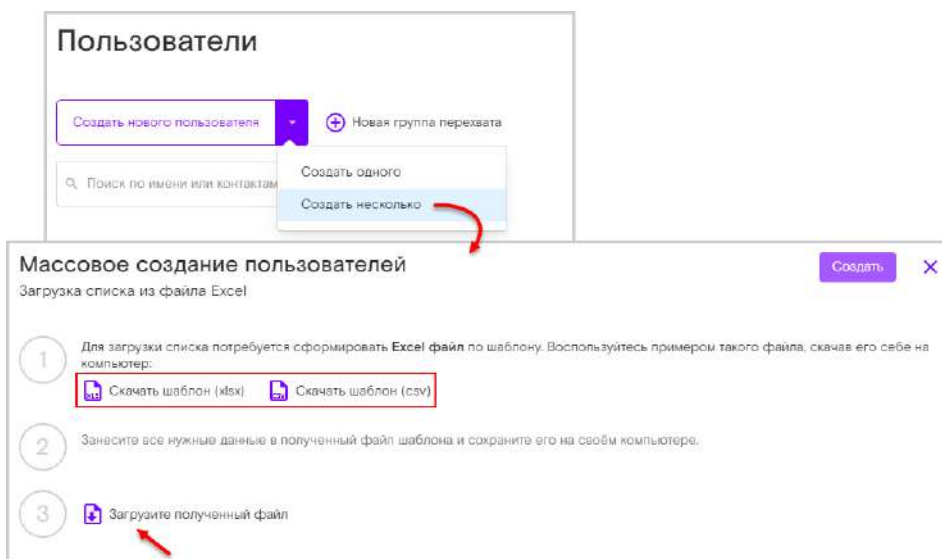 Пользователи
Создать нового пользователя
Новая группа перехвата
Поиск по имени или контактам
Создать одного
Создать несколько
Массовое создание пользователей
Создать
Загрузка списка из файла Excel
1
Для загрузки списка потребуется сформировать Excel файл по шаблону. Воспользуйтесь примером такого файла, скачав его себе на
компьютер:
Скачать шаблон (xlsx) Скачать шаблон (csv)
2
Занесите все нужные данные в полученный файл шаблона и сохраните его на своём компьютере.
3
Загрузите полученный файл